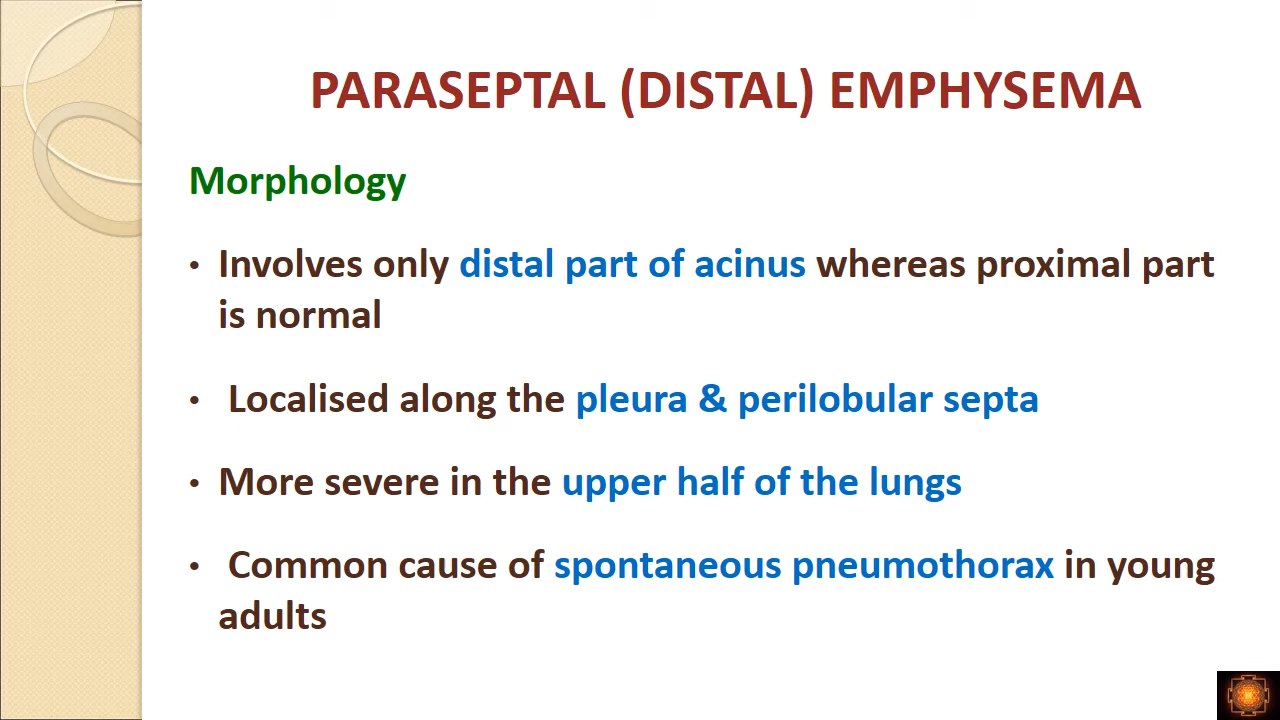 PARASEPTAL (DISTAL) EMPHYSEMA
Morphology
• Involves only distal part of acinus whereas proximal part
is normal
• Localised along the pleura & perilobular septa
• More severe in the upper half of the lungs
• Common cause of spontaneous pneumothorax in young
adults